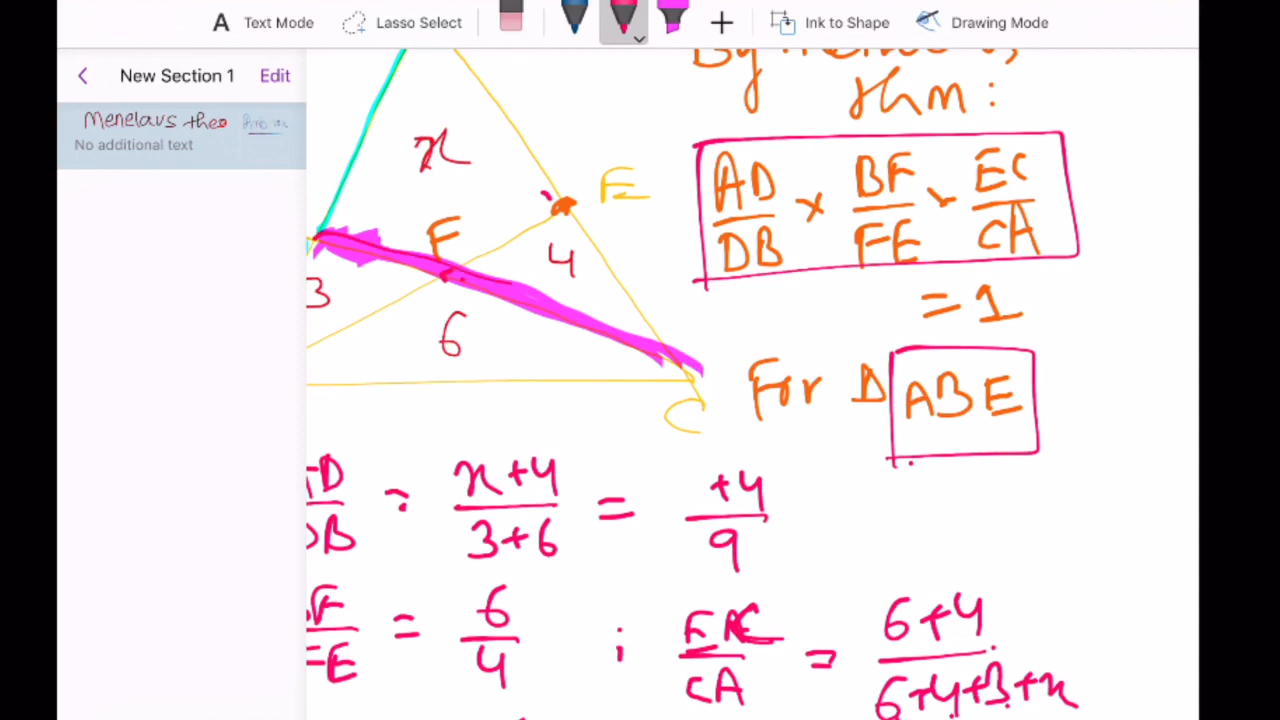 Text Mode
Lasso Select
Ink to Shape
Drawing Mode
New Section 1
Edit
Menelaus theo
No additional text
thm:
x
E
F
4
3
6
C
AD/DB × BF/FE × EC/CA
= 1
For Δ ABE
x+4/3+6 = +4/9
= 6/4 ; EC/CA = 6+4/6+4+3+x